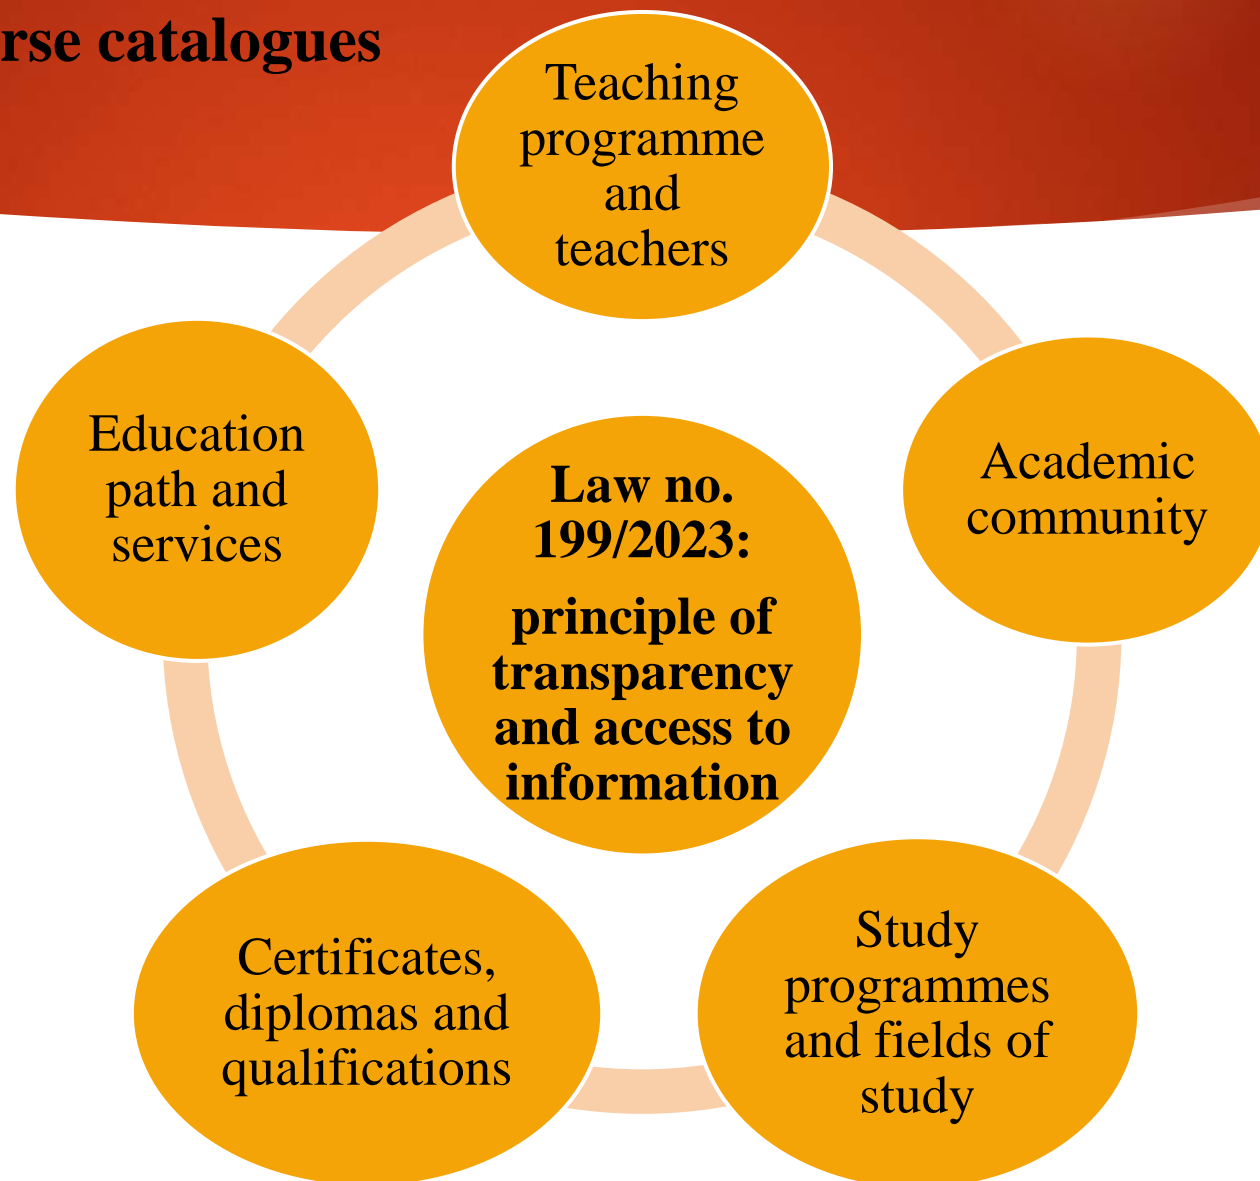 rse catalogues
Teaching
programme
and
teachers
Academic
community
Study
programmes
and fields of
study
Certificates,
diplomas and
qualifications
Education
path and
services
Law no.
199/2023:
principle of
transparency
and access to
information